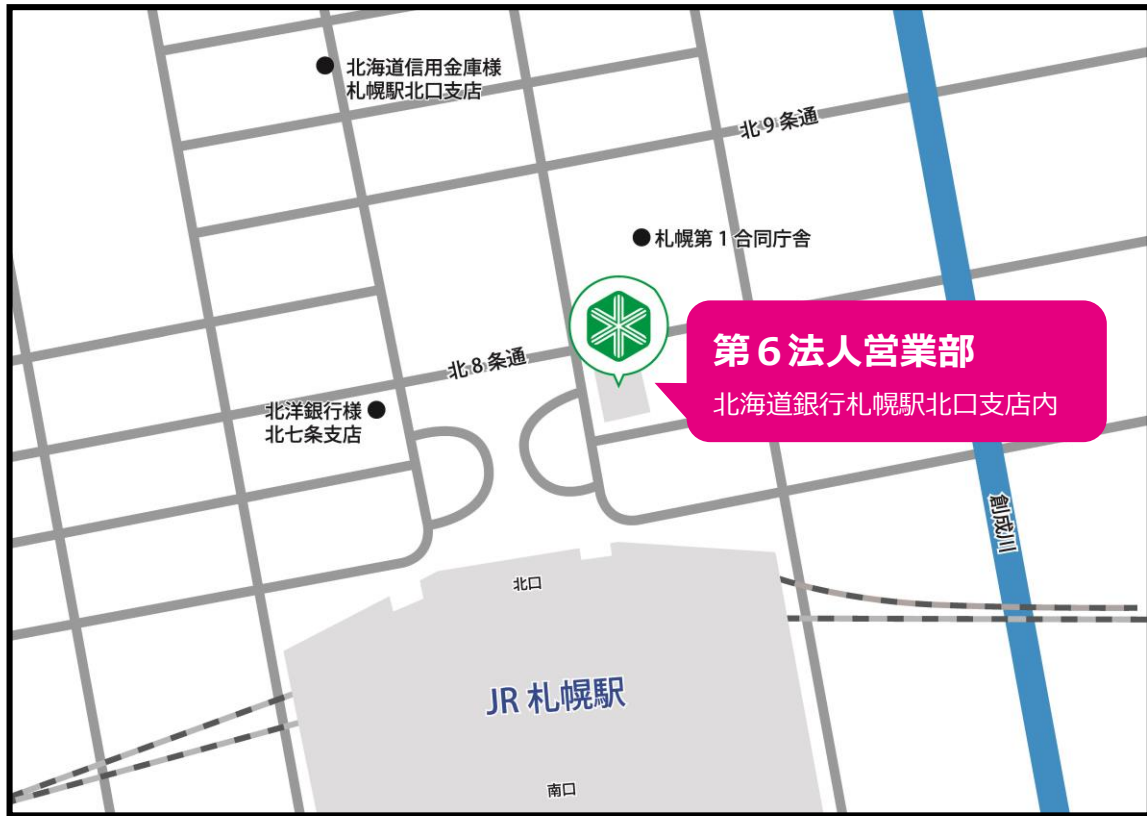 北海道信用金庫様
札幌駅北口支店
北9条通
札幌第1合同庁舎
第6法人営業部
北海道銀行札幌駅北口支店内
北8条通
北洋銀行様
北七条支店
創成川
北口
JR 札幌駅
南口